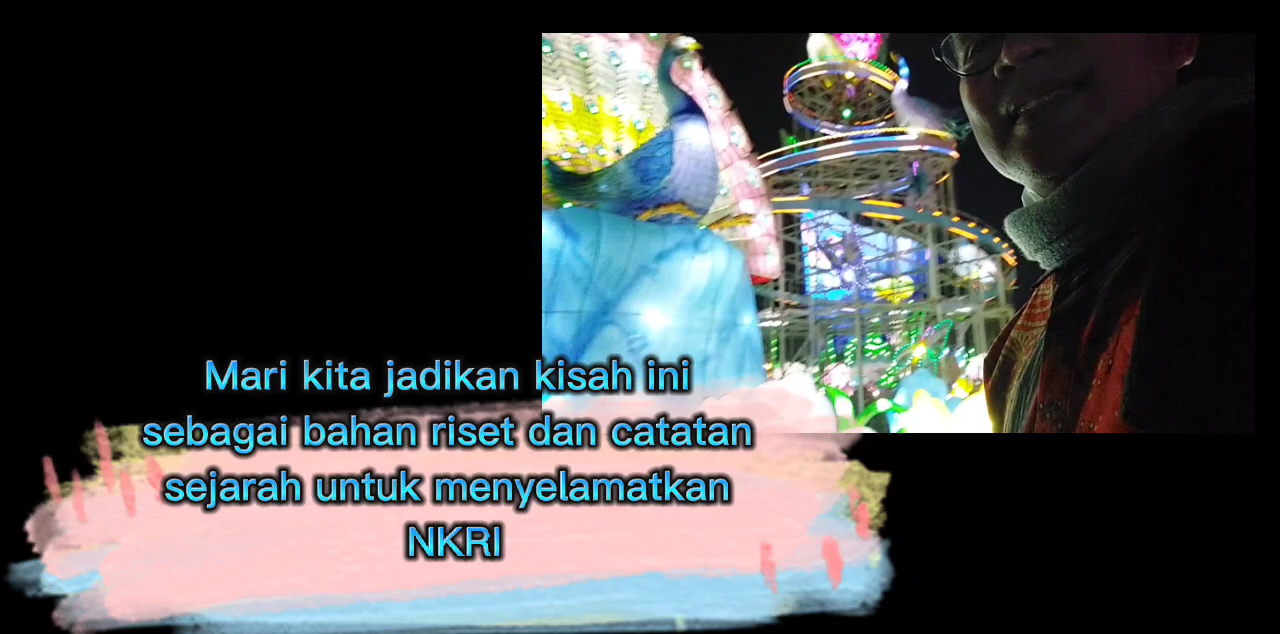 Mari kita jadikan kisah ini
sebagai bahan riset dan catatan
sejarah untuk menyelamatkan
NKRI